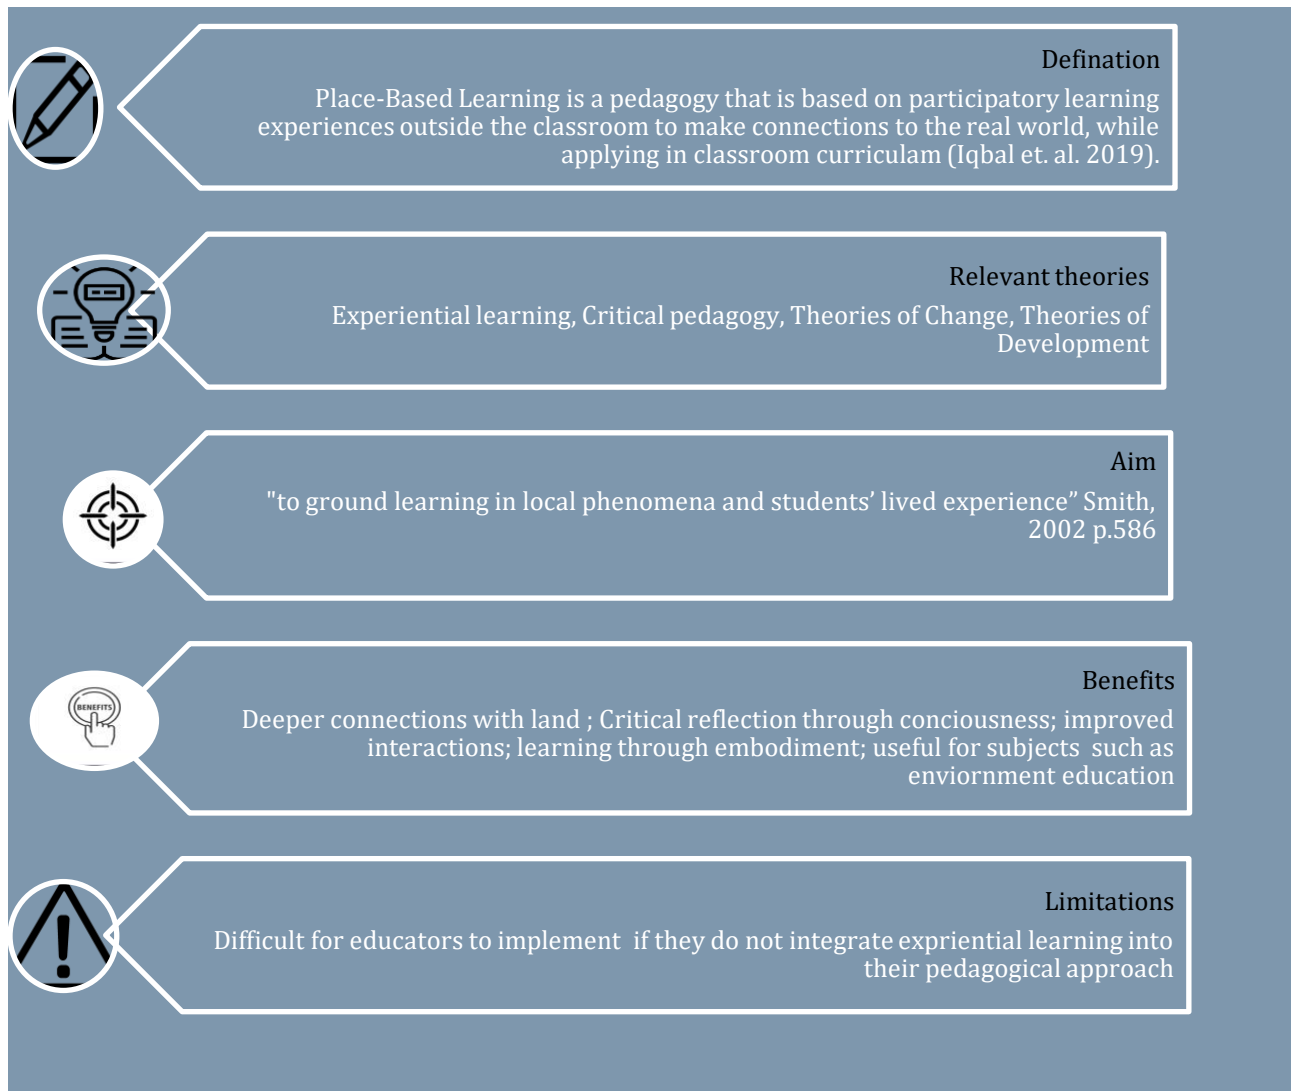 Defination
Place-Based Learning is a pedagogy that is based on participatory learning
experiences outside the classroom to make connections to the real world, while
applying in classroom curriculam (Iqbal et. al. 2019).
Relevant theories
Experiential learning, Critical pedagogy, Theories of Change, Theories of
Development
Aim
"to ground learning in local phenomena and students’ lived experience” Smith,
2002 p.586
BENEFITS
Benefits
Deeper connections with land ; Critical reflection through conciousness; improved
interactions; learning through embodiment; useful for subjects  such as
enviornment education
Limitations
Difficult for educators to implement  if they do not integrate expriential learning into
their pedagogical approach